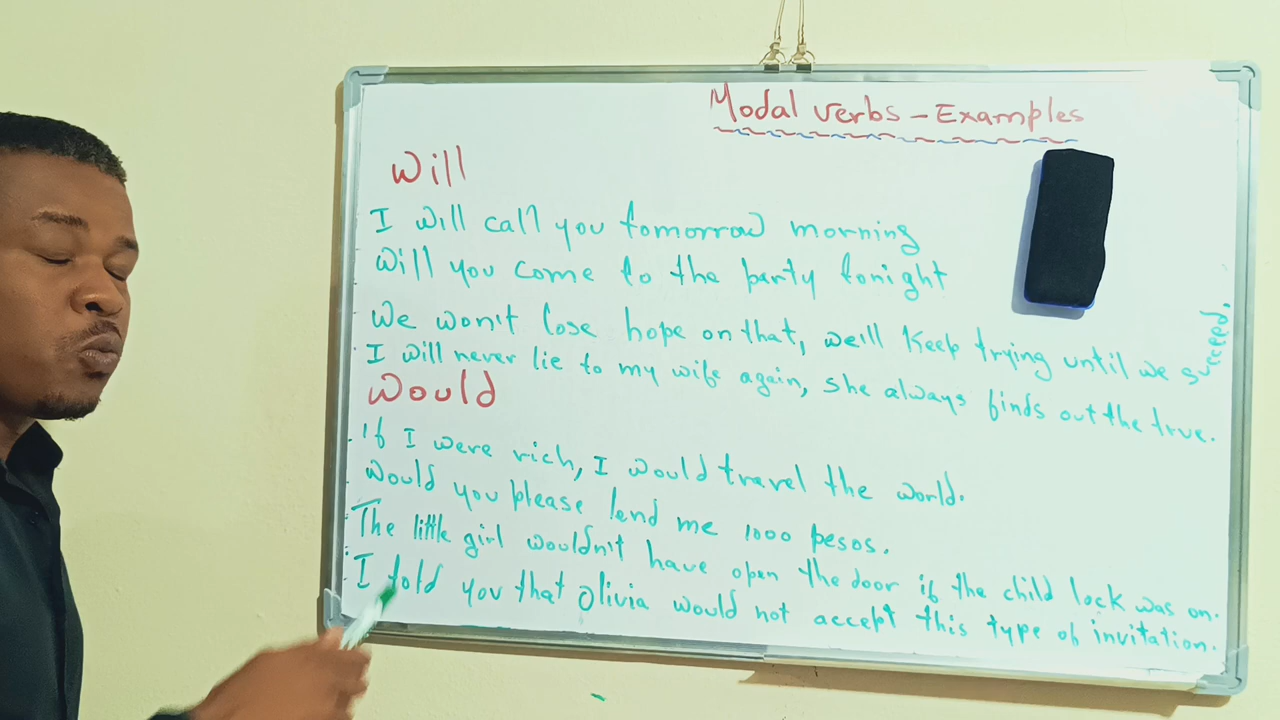 Modal verbs - Examples
Will
I will call you tomorrow morning
Will you come to the party tonight
We won't lose hope on that, we'll keep trying until we succeed.
I will never lie to my wife again, she always finds out the true.
Would
If I were rich, I would travel the world.
Would you please lend me 1000 pesos.
The little girl wouldn't have open the door if the child lock was on.
I told you that Olivia would not accept this type of invitation.